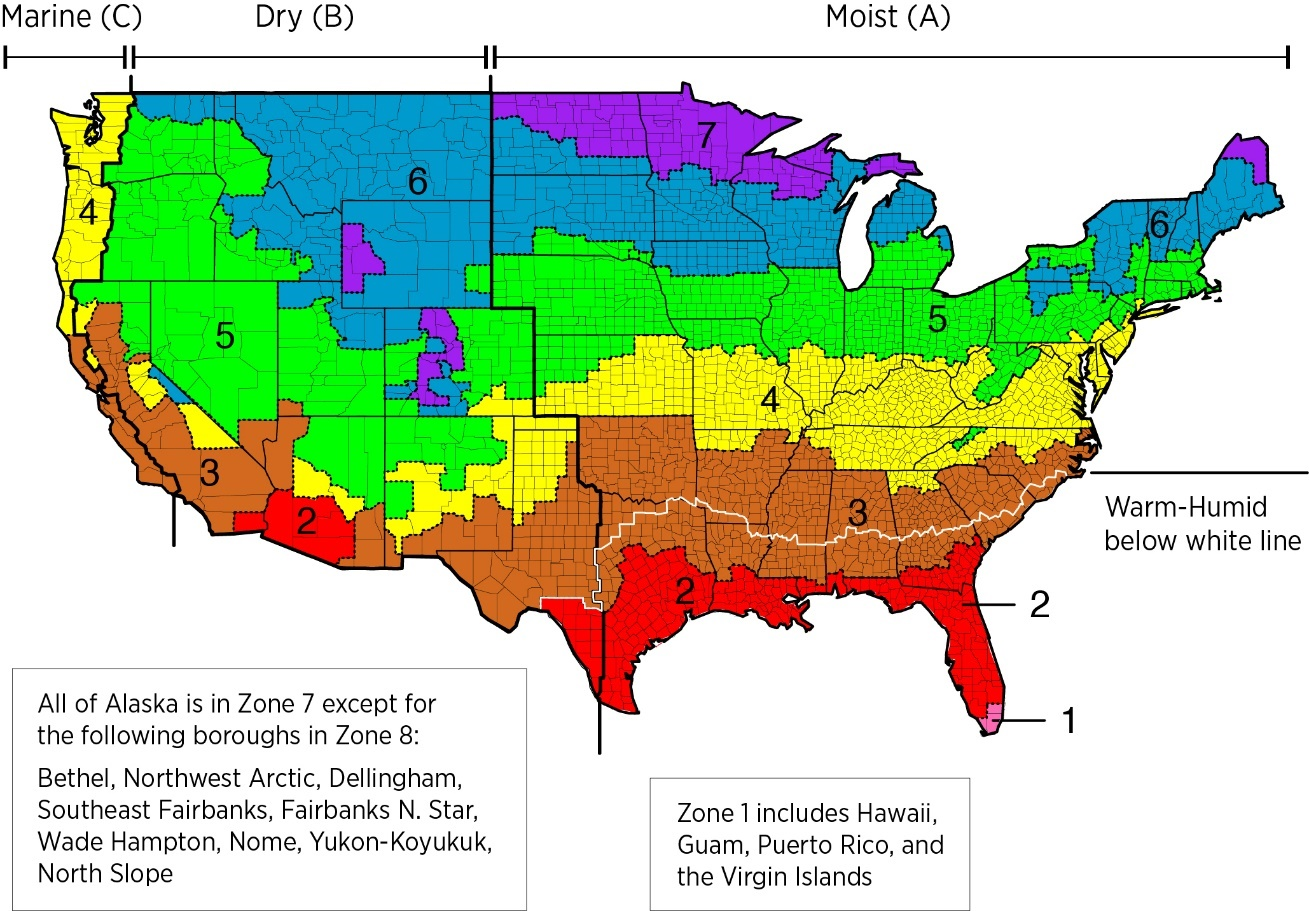 Marine (C)
Dry (B)
Moist (A)
7
6
4
6
5
5
4
3
3
2
2
Warm-Humid
below white line
2
1
All of Alaska is in Zone 7 except for
the following boroughs in Zone 8:
Bethel, Northwest Arctic, Dellingham,
Southeast Fairbanks, Fairbanks N. Star,
Wade Hampton, Nome, Yukon-Koyukuk,
North Slope
Zone 1 includes Hawaii,
Guam, Puerto Rico, and
the Virgin Islands